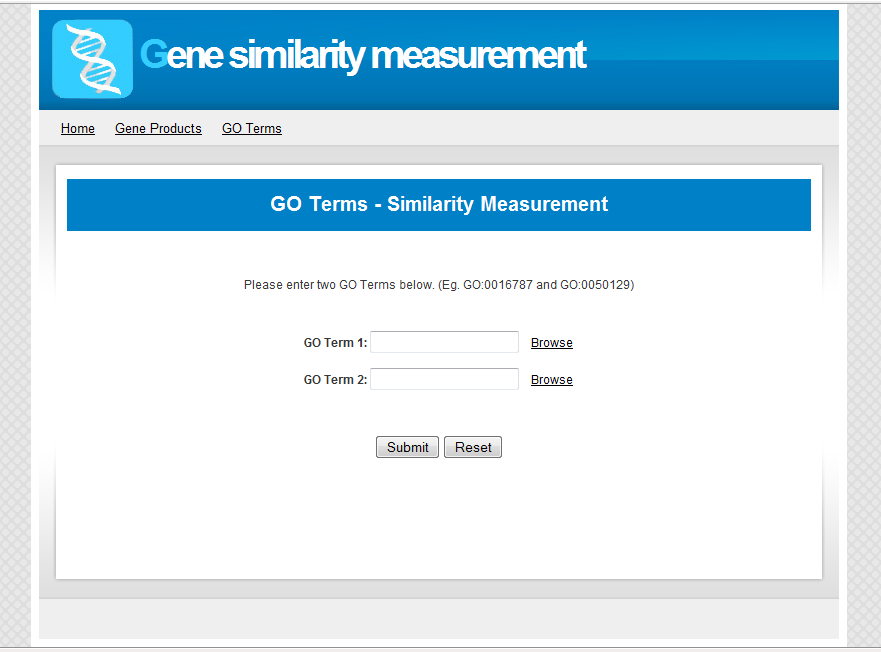 Gene similarity measurement
Home Gene Products GO Terms
GO Terms - Similarity Measurement
Please enter two GO Terms below. (Eg. GO:0016787 and GO:0050129)
GO Term 1: Browse
GO Term 2: Browse
Submit Reset